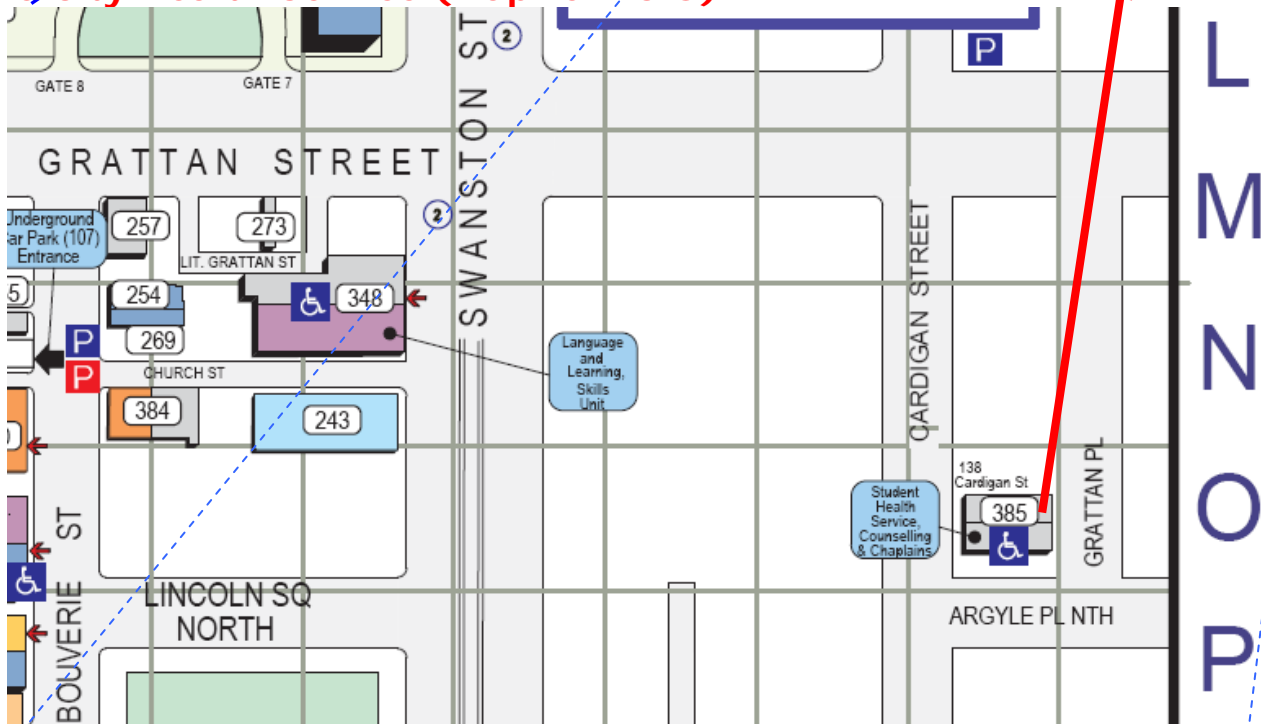 2
P
L
GATE 8
GATE 7
SWANSTON ST
GRATTAN STREET
M
257
273
2
Underground
Car Park (107)
Entrance
LIT. GRATTAN ST
CARDIGAN STREET
254
348
269
P
P
CHURCH ST
Language
and
Learning,
Skills
Unit
N
384
243
138
Cardigan St
385
Student
Health
Service,
Counselling
& Chaplains
GRATTAN PL
O
BOUVERIE ST
LINCOLN SQ
NORTH
ARGYLE PL NTH
P